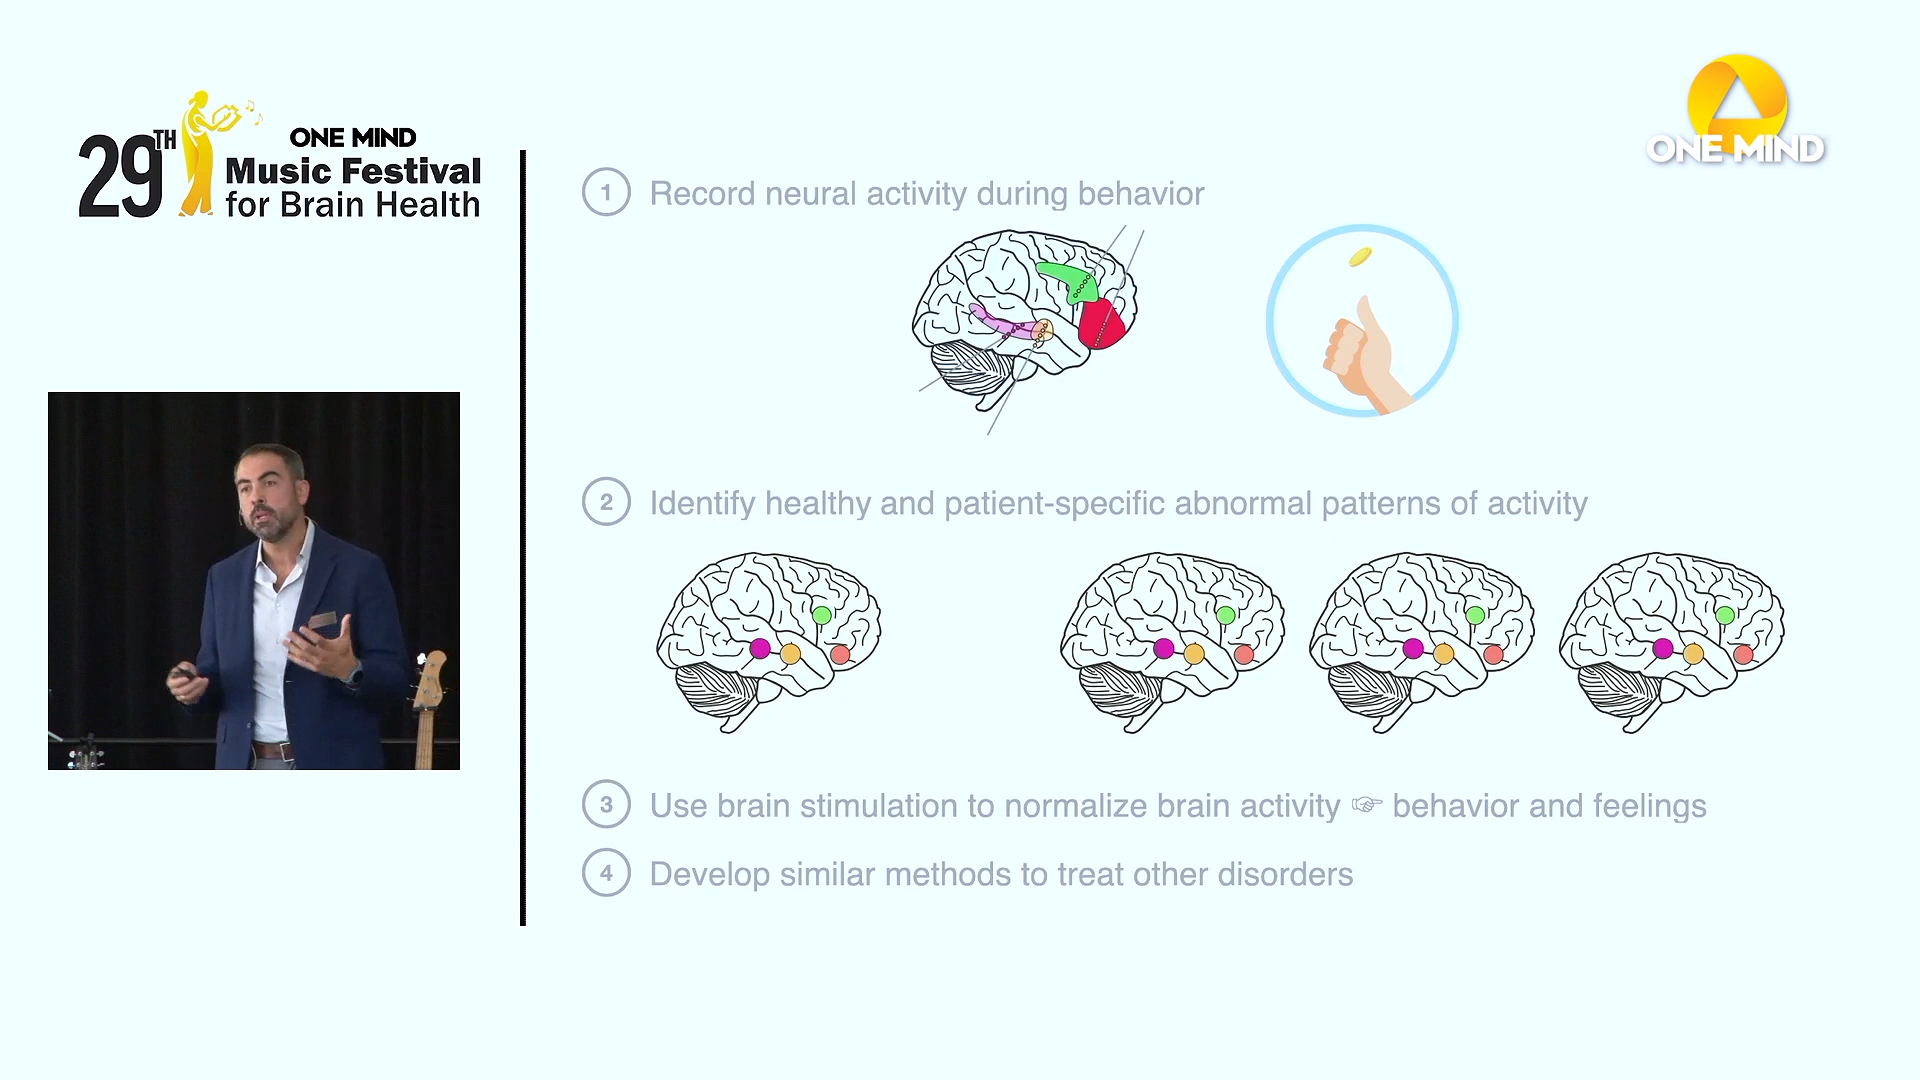 29TH
ONE MIND
Music Festival
for Brain Health
ONE MIND
1 Record neural activity during behavior
2 Identify healthy and patient-specific abnormal patterns of activity
3 Use brain stimulation to normalize brain activity ☞ behavior and feelings
4 Develop similar methods to treat other disorders